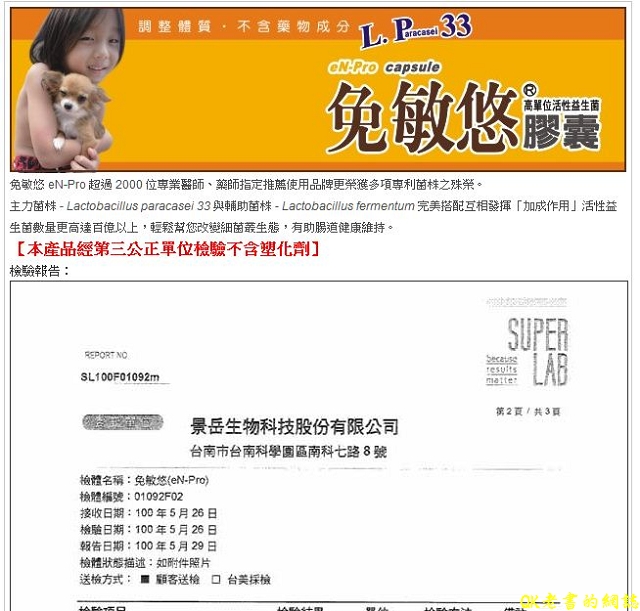 調整體質．不含藥物成分
L. Paracasei 33
eN-Pro capsule
免敏悠®膠囊
高單位活性益生菌
免敏悠 eN-Pro 超過 2000 位專業醫師、藥師指定推薦使用品牌更榮獲多項專利菌株之殊榮。
主力菌株 - Lactobacillus paracasei 33 與輔助菌株 - Lactobacillus fermentum 完美搭配互相發揮「加成作用」活性益
生菌數量更高達百億以上，輕鬆幫您改變細菌叢生態，有助腸道健康維持。
【本產品經第三公正單位檢驗不含塑化劑】
檢驗報告：
SUPER LAB
Because
results
matter
REPORT NO.
SL100F01092m
第 2 頁 / 共 3 頁
景岳生物科技股份有限公司
台南市台南科學園區南科七路 8 號
檢體名稱：免敏悠(eN-Pro)
檢體編號：01092F02
接收日期：100 年 5 月 26 日
檢驗日期：100 年 5 月 26 日
報告日期：100 年 5 月 29 日
檢體狀態描述：如附件照片
送檢方式： ■ 顧客送檢 □ 台美採檢